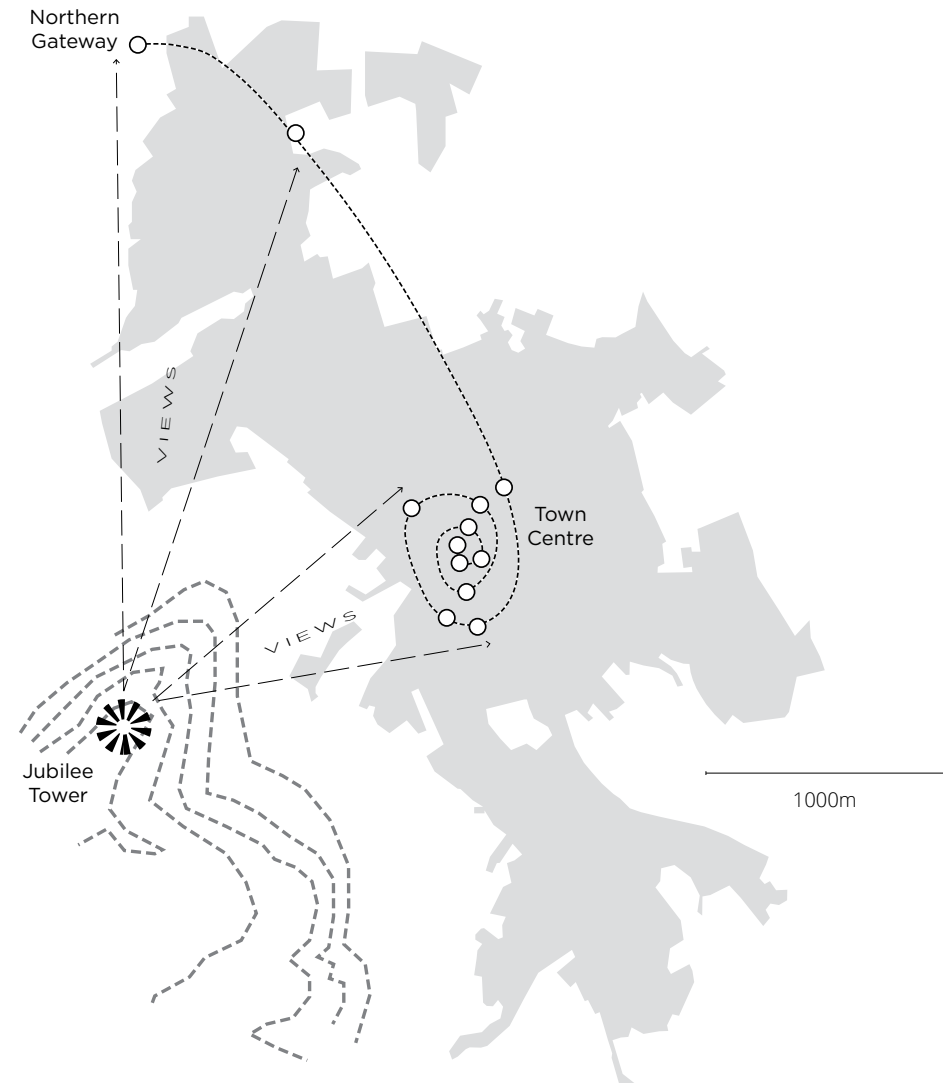 Northern
Gateway
VIEWS
Town
Centre
VIEWS
Jubilee
Tower
1000m